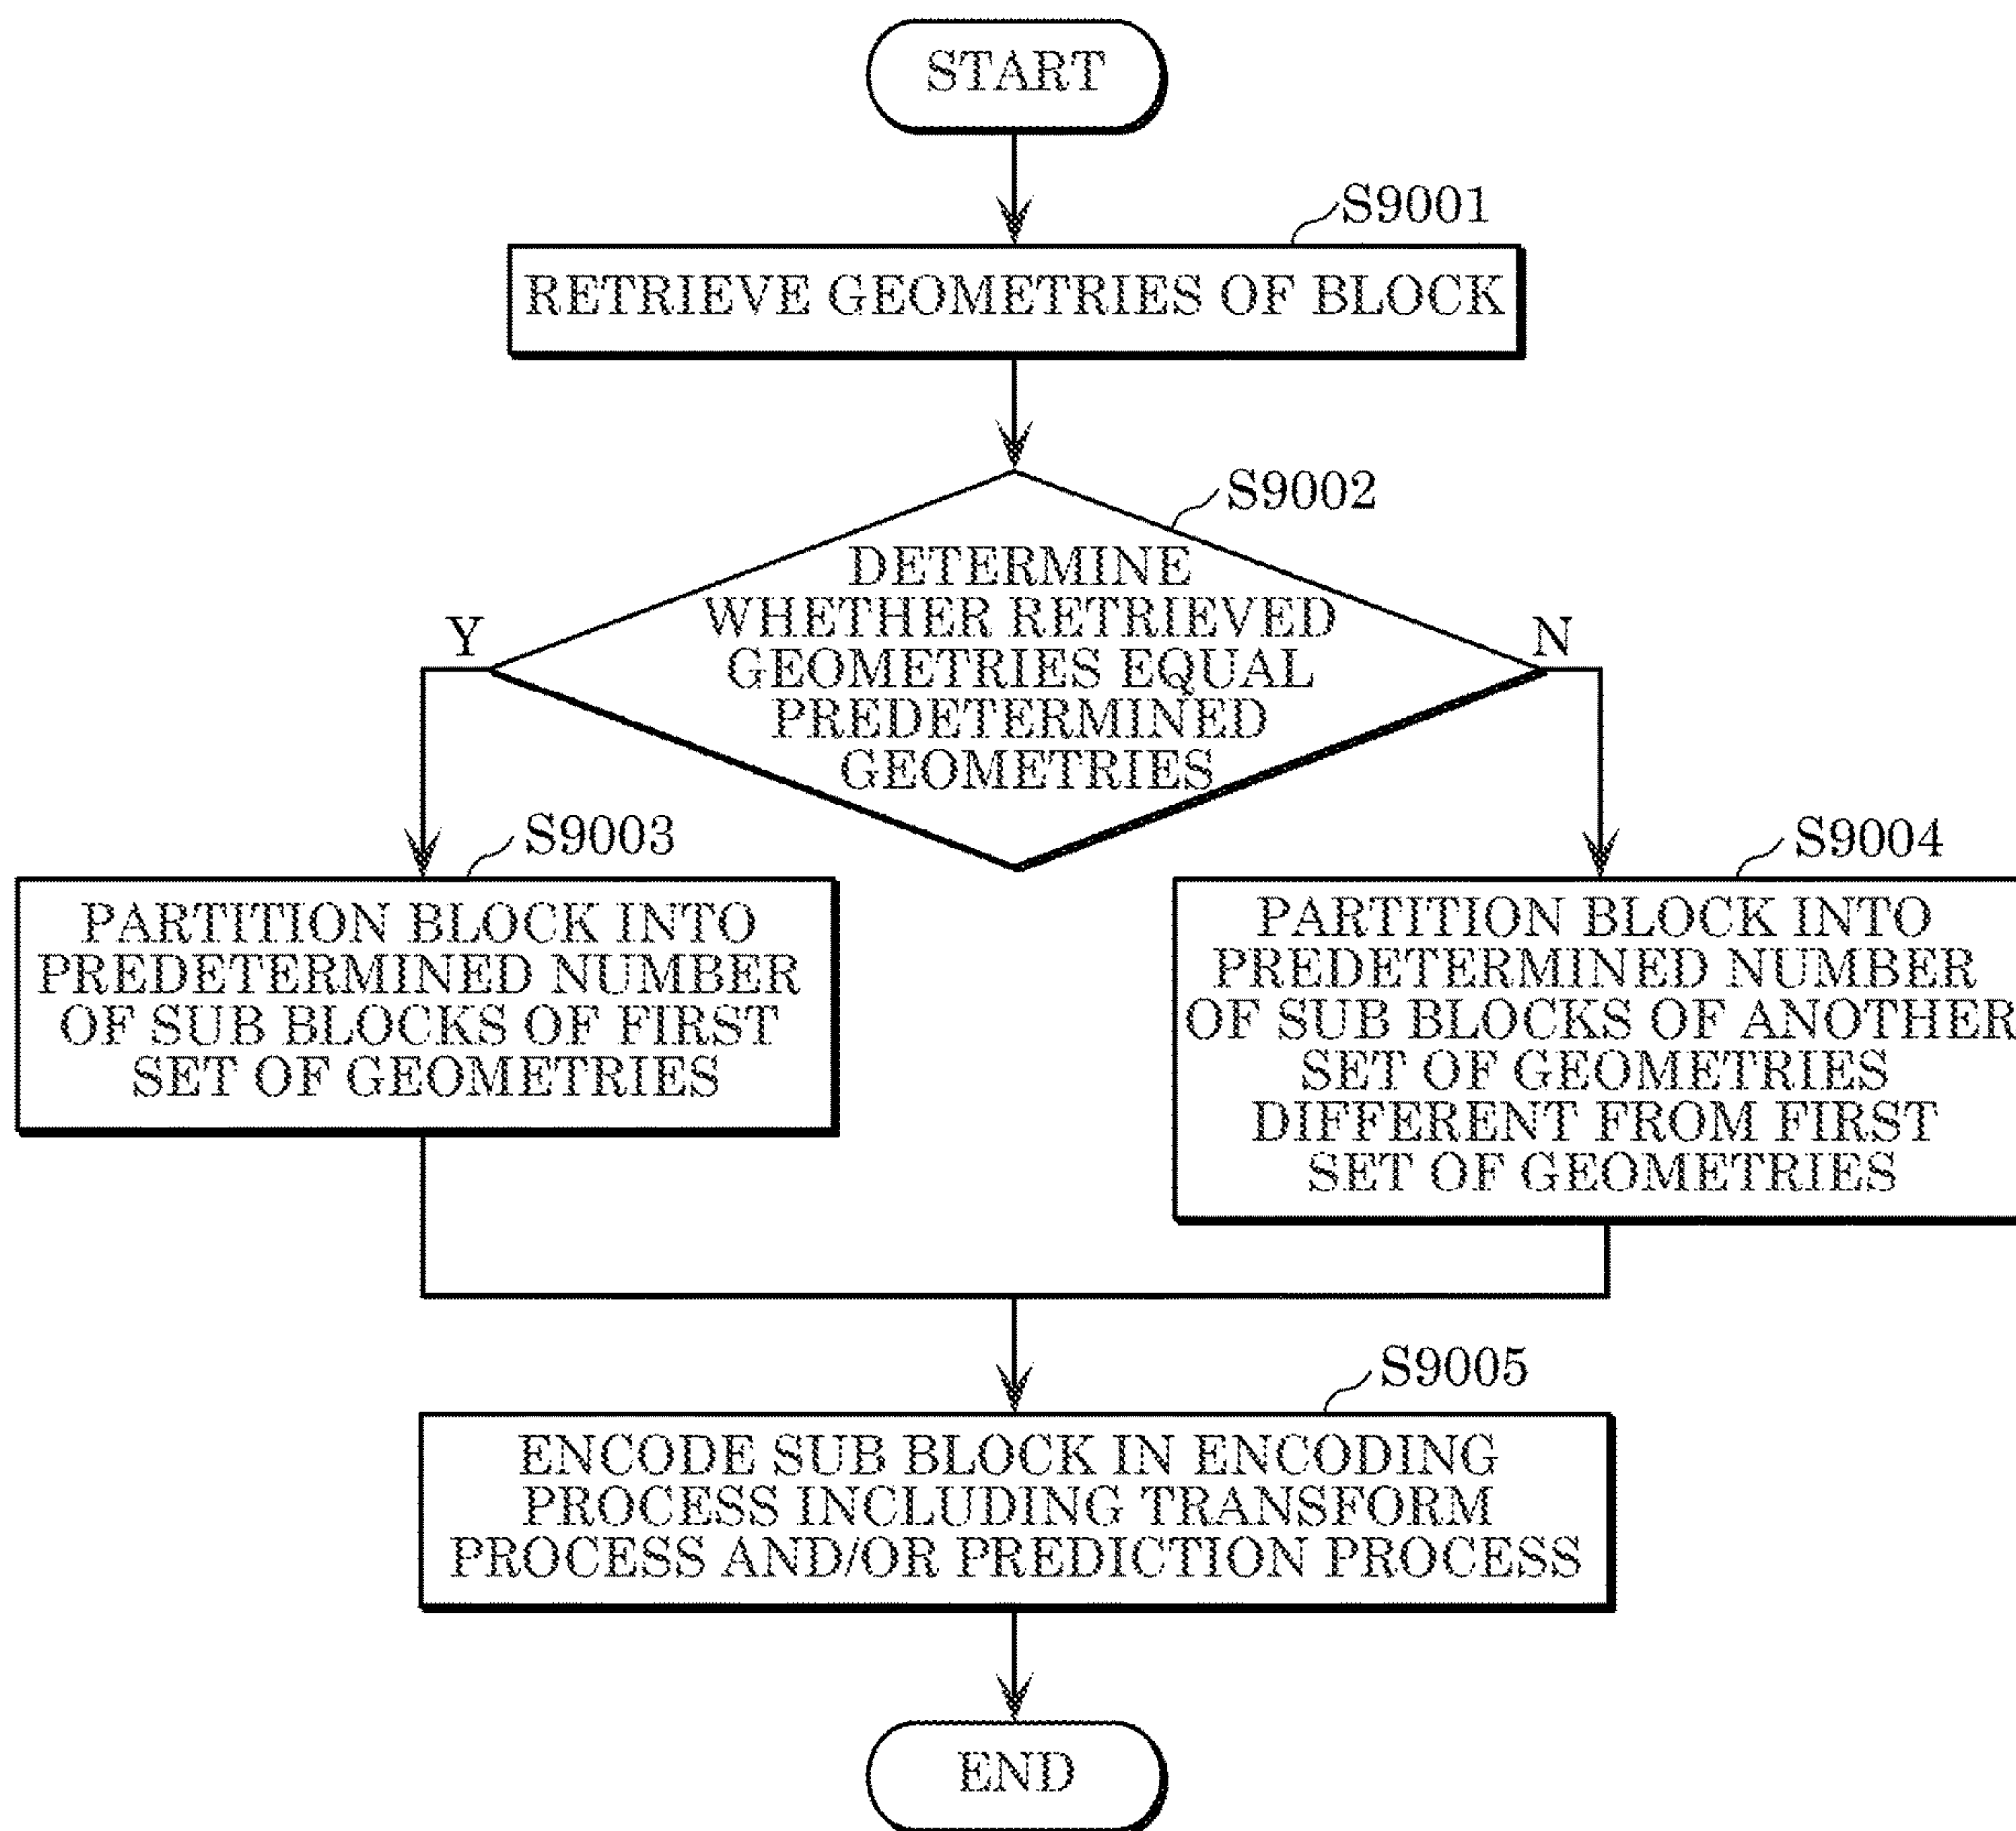 START
S9001
RETRIEVE GEOMETRIES OF BLOCK
S9002
DETERMINE
WHETHER RETRIEVED
GEOMETRIES EQUAL
PREDETERMINED
GEOMETRIES
Y
N
S9003
PARTITION BLOCK INTO
PREDETERMINED NUMBER
OF SUB BLOCKS OF FIRST
SET OF GEOMETRIES
S9004
PARTITION BLOCK INTO
PREDETERMINED NUMBER
OF SUB BLOCKS OF ANOTHER
SET OF GEOMETRIES
DIFFERENT FROM FIRST
SET OF GEOMETRIES
S9005
ENCODE SUB BLOCK IN ENCODING
PROCESS INCLUDING TRANSFORM
PROCESS AND/OR PREDICTION PROCESS
END